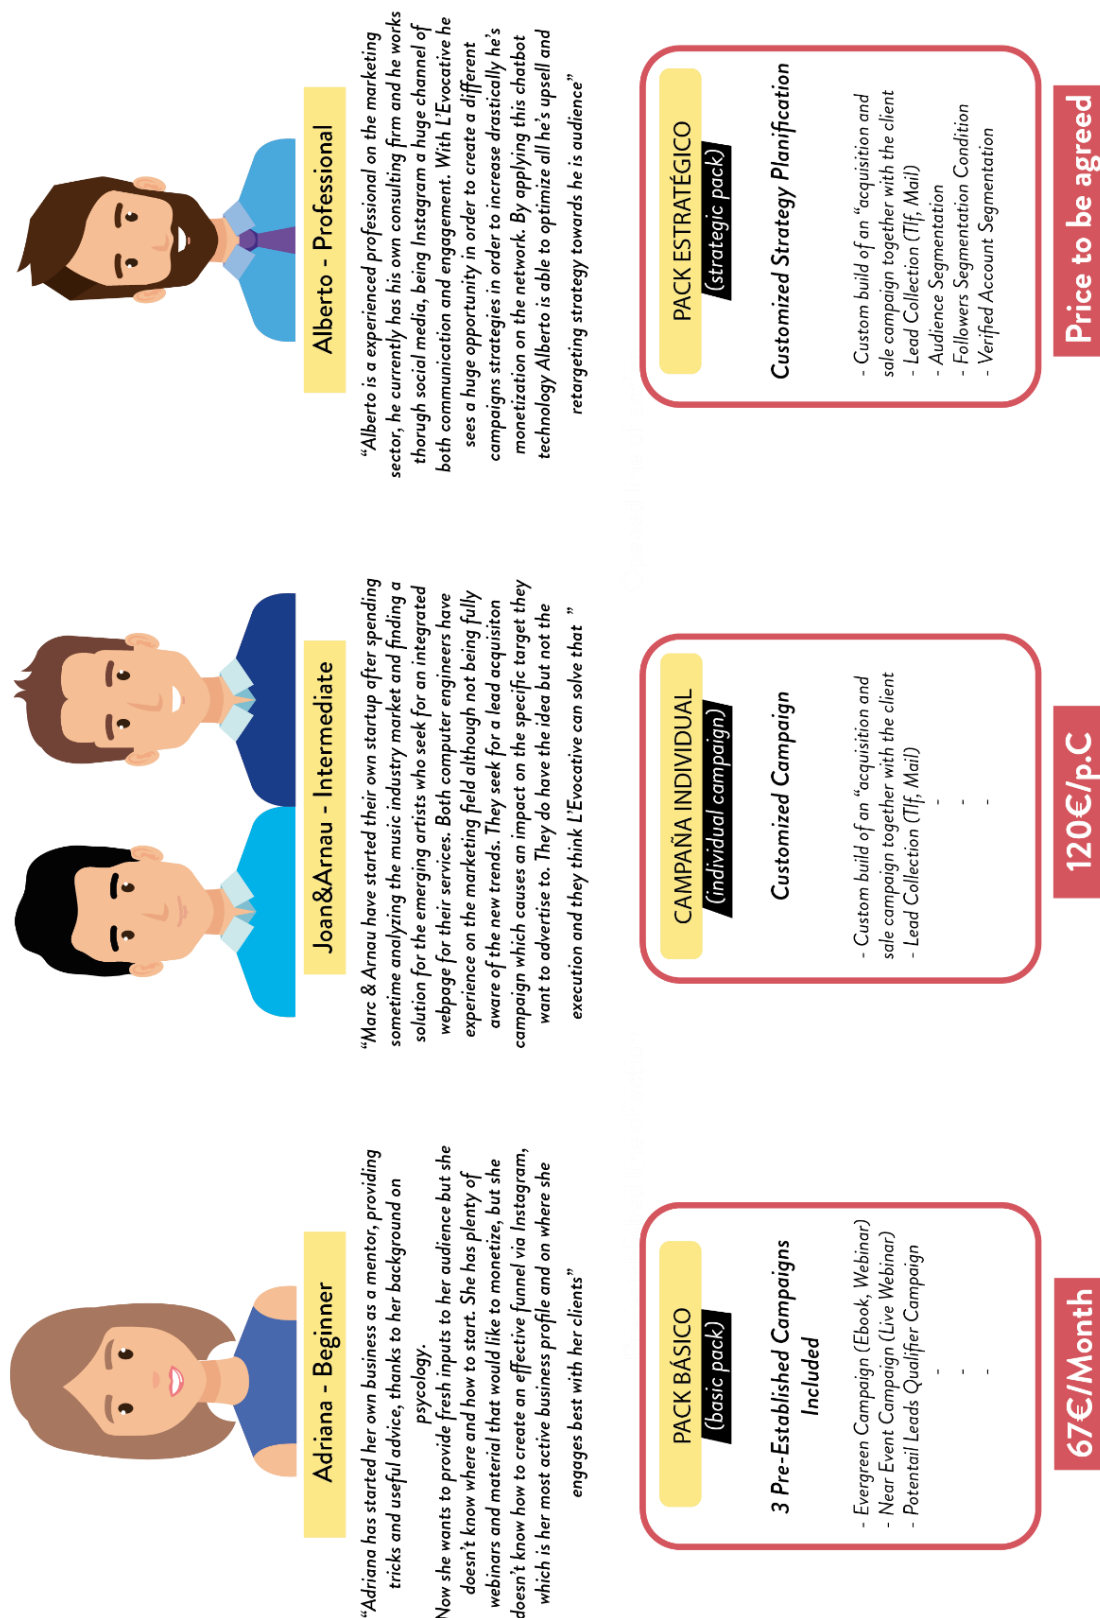 Adriana - Beginner
“Adriana has started her own business as a mentor, providing
tricks and useful advice, thanks to her background on
psycology.
Now she wants to provide fresh inputs to her audience but she
doesn't know where and how to start. She has plenty of
webinars and material that would like to monetize, but she
doesn't know how to create an effective funnel via Instagram,
which is her most active business profile and on where she
engages best with her clients”
PACK BÁSICO
(basic pack)
3 Pre-Established Campaigns
Included
- Evergreen Campaign (Ebook, Webinar)
- Near Event Campaign (Live Webinar)
- Potentail Leads Qualifier Campaign
-
-
-
67€/Month
Joan&Arnau - Intermediate
“Marc & Arnau have started their own startup after spending
sometime analyzing the music industry market and finding a
solution for the emerging artists who seek for an integrated
webpage for their services. Both computer engineers have
experience on the marketing field although not being fully
aware of the new trends. They seek for a lead acquisiton
campaign which causes an impact on the specific target they
want to advertise to. They do have the idea but not the
execution and they think L'Evocative can solve that ”
CAMPAÑA INDIVIDUAL
(individual campaign)
Customized Campaign
- Custom build of an “acquisition and
sale campaign together with the client
- Lead Collection (Tlf, Mail)
-
-
-
120€/p.C
Alberto - Professional
“Alberto is a experienced professional on the marketing
sector, he currently has his own consulting firm and he works
thorugh social media, being Instagram a huge channel of
both communication and engagement. With L'Evocative he
sees a huge opportunity in order to create a different
campaigns strategies in order to increase drastically he's
monetization on the network. By applying this chatbot
technology Alberto is able to optimize all he's upsell and
retargeting strategy towards he is audience”
PACK ESTRATÉGICO
(strategic pack)
Customized Strategy Planification
- Custom build of an “acquisition and
sale campaign together with the client
- Lead Collection (Tlf, Mail)
- Audience Segmentation
- Followers Segmentation Condition
- Verified Account Segmentation
Price to be agreed